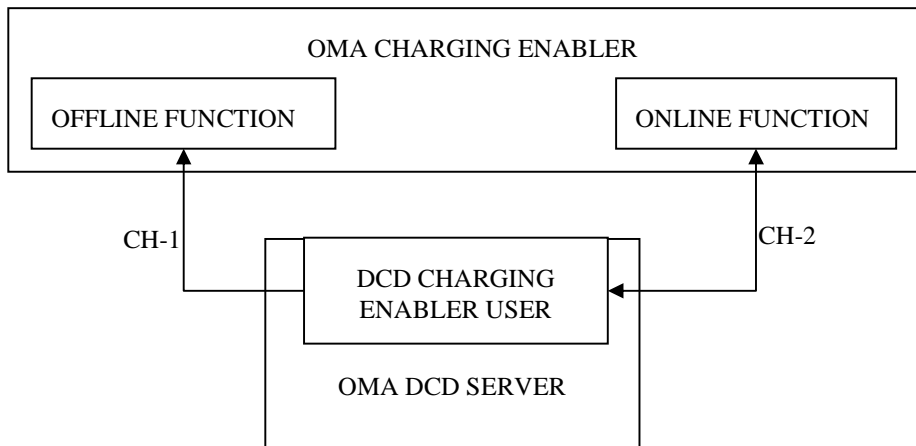 OMA CHARGING ENABLER
OFFLINE FUNCTION
ONLINE FUNCTION
CH-1
CH-2
DCD CHARGING
ENABLER USER
OMA DCD SERVER